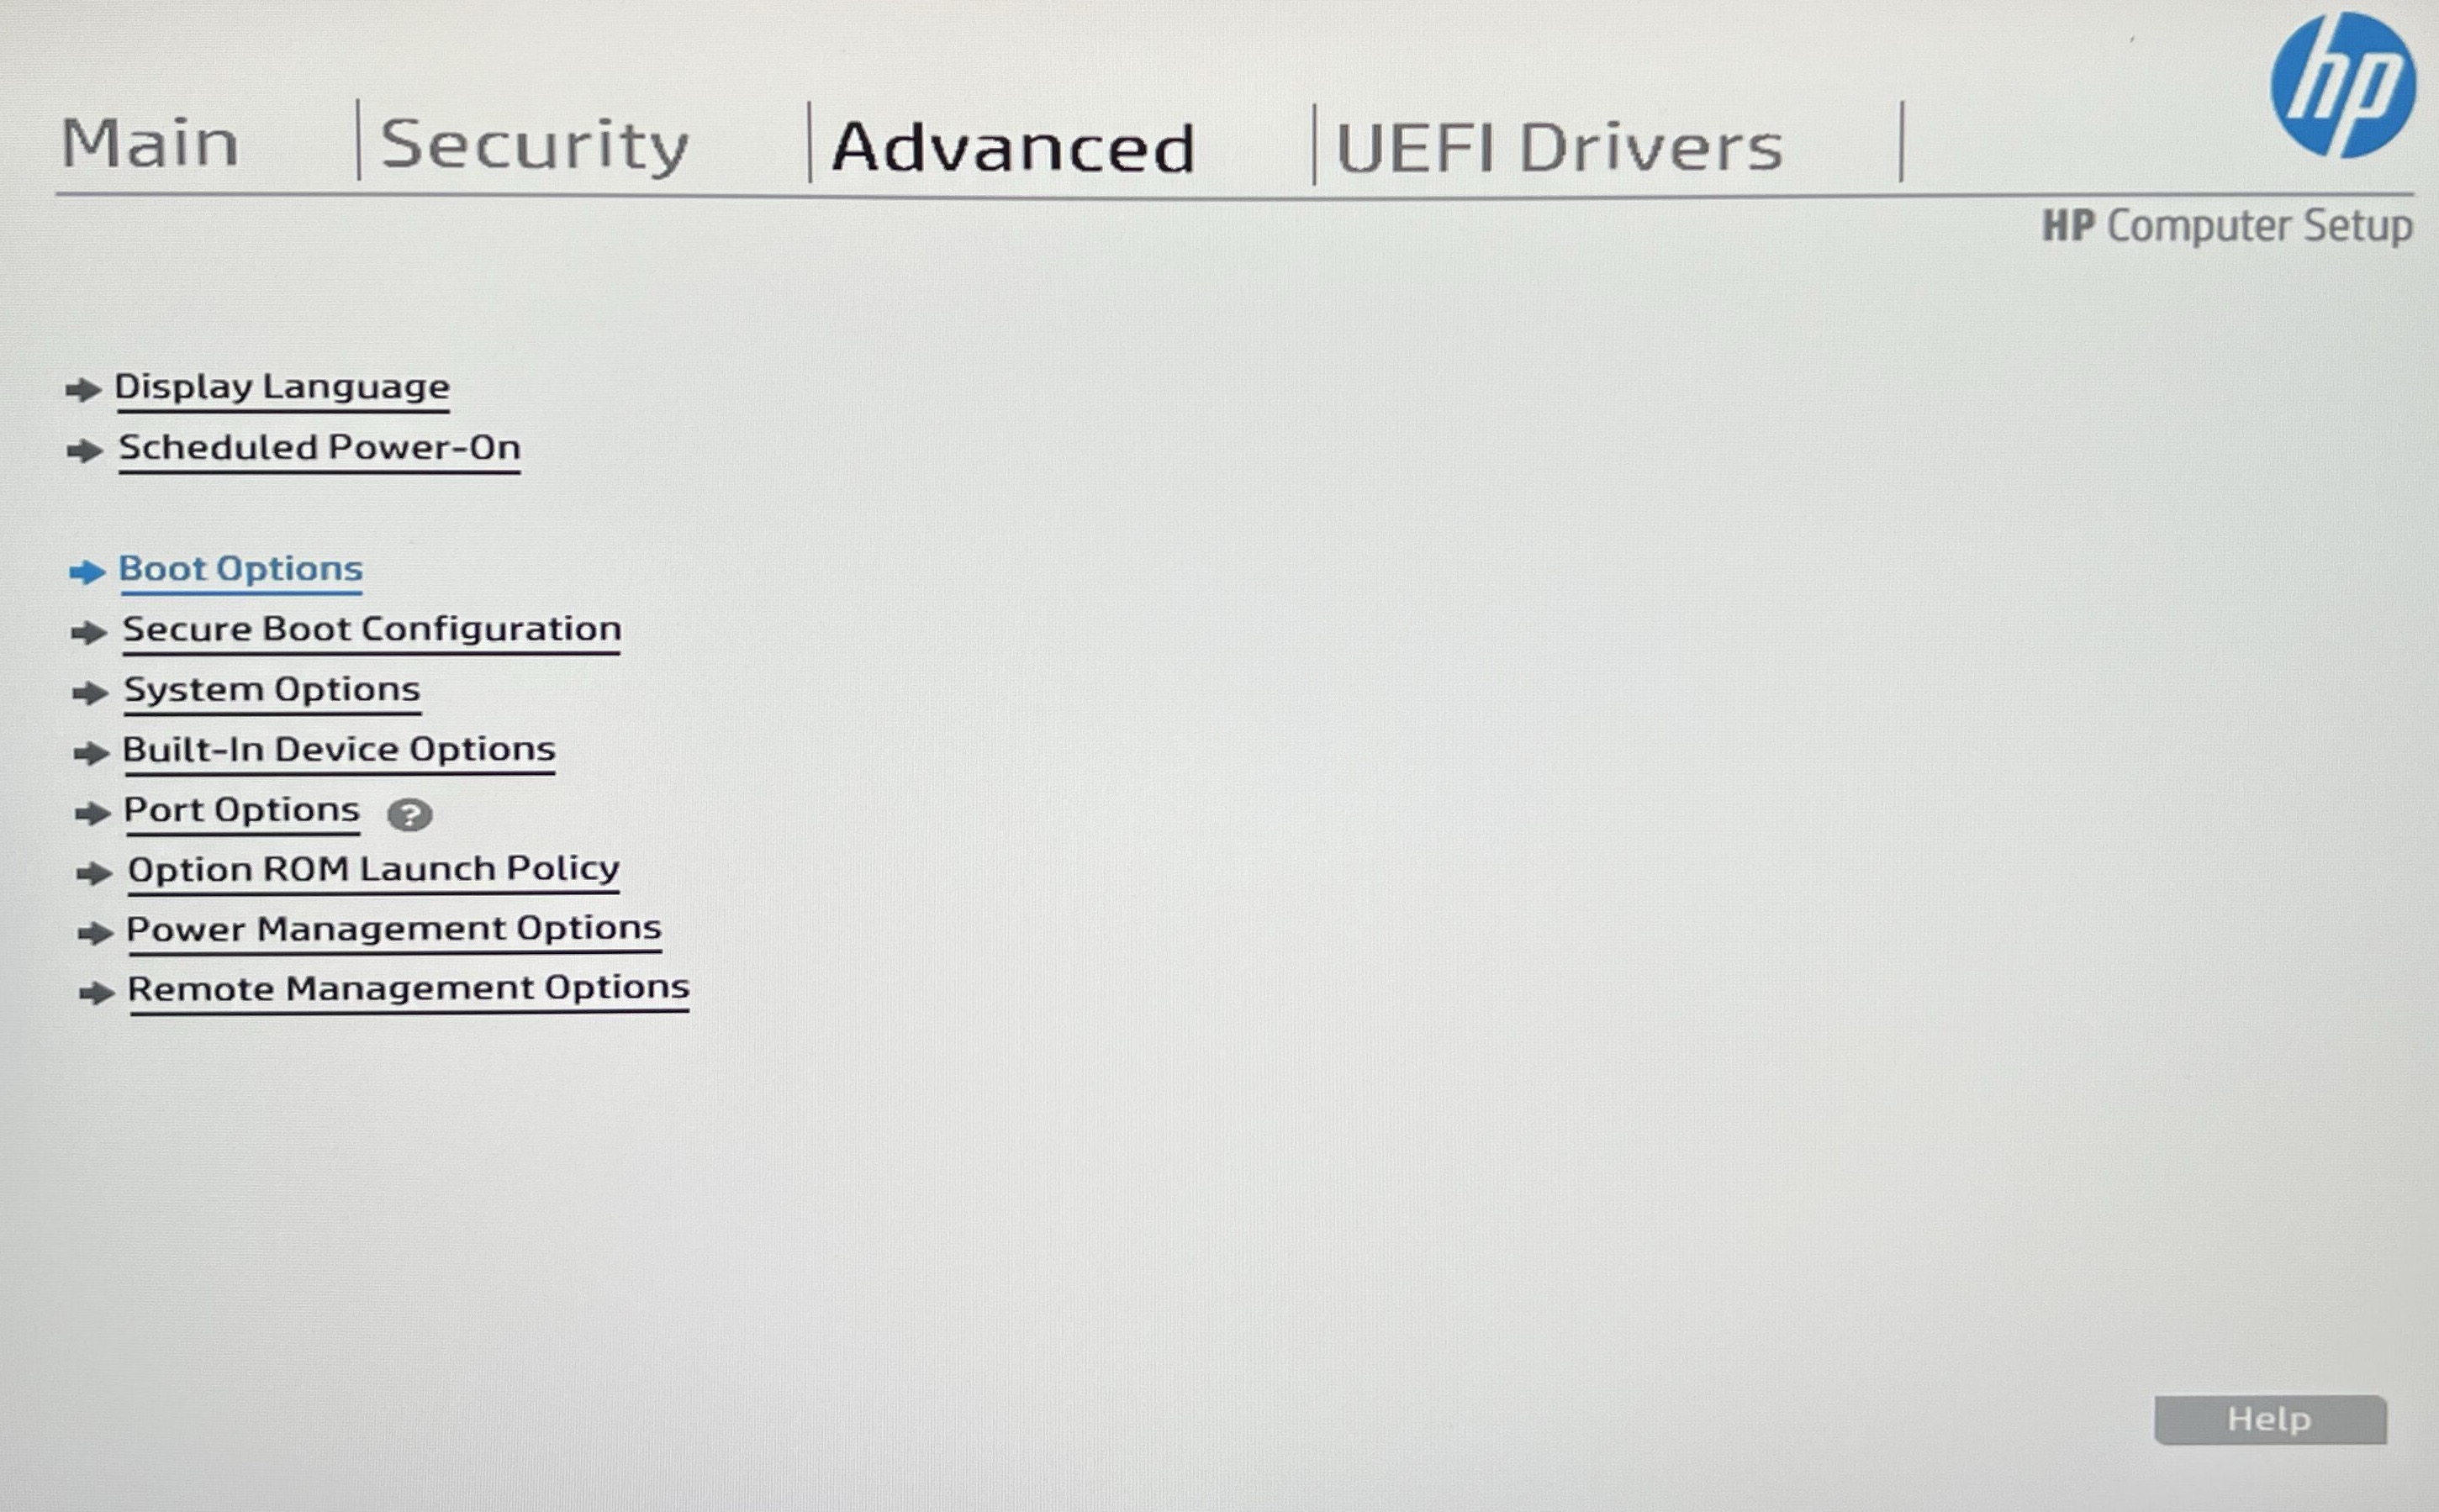 hp
Main | Security | Advanced | UEFI Drivers |
HP Computer Setup
Display Language
Scheduled Power-On
Boot Options
Secure Boot Configuration
System Options
Built-In Device Options
Port Options ?
Option ROM Launch Policy
Power Management Options
Remote Management Options
Help